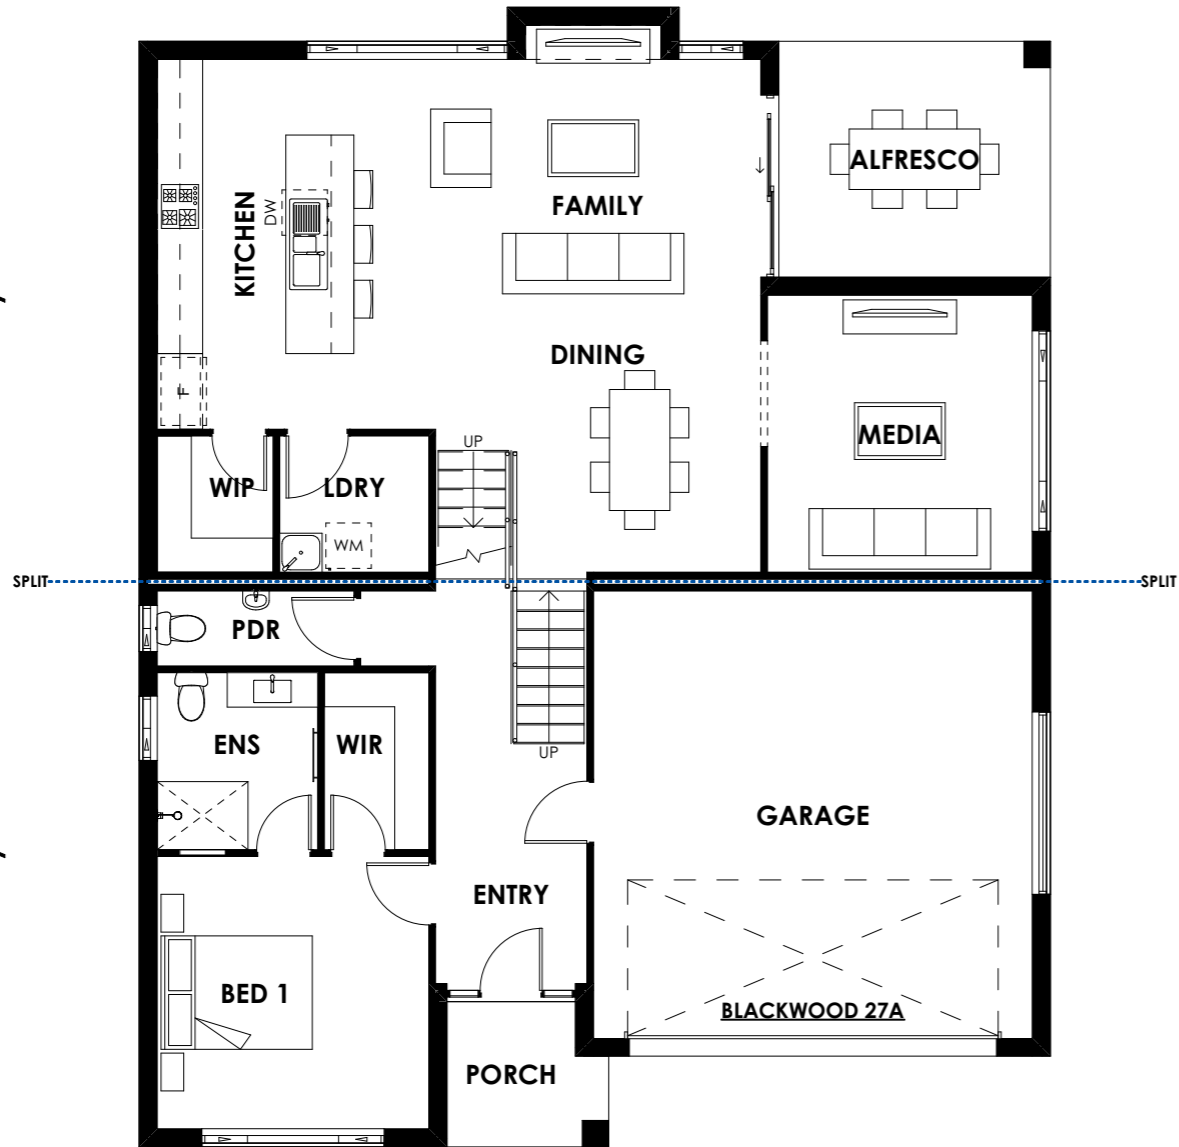 ALFRESCO
FAMILY
KITCHEN
DW
DINING
F
MEDIA
UP
WIP
LDRY
WM
SPLIT
SPLIT
PDR
ENS
WIR
UP
GARAGE
ENTRY
BED 1
BLACKWOOD 27A
PORCH